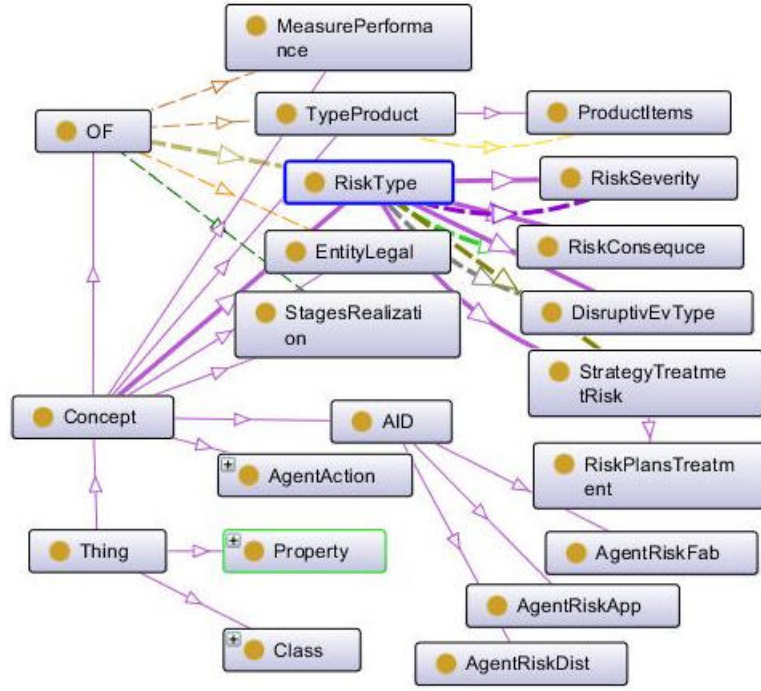 MeasurePerforma
nce
OF
TypeProduct
ProductItems
RiskType
RiskSeverity
EntityLegal
RiskConsequce
StagesRealizati
on
DisruptivEvType
StrategyTreatme
tRisk
Concept
AID
AgentAction
RiskPlansTreatm
ent
Thing
Property
AgentRiskFab
AgentRiskApp
Class
AgentRiskDist